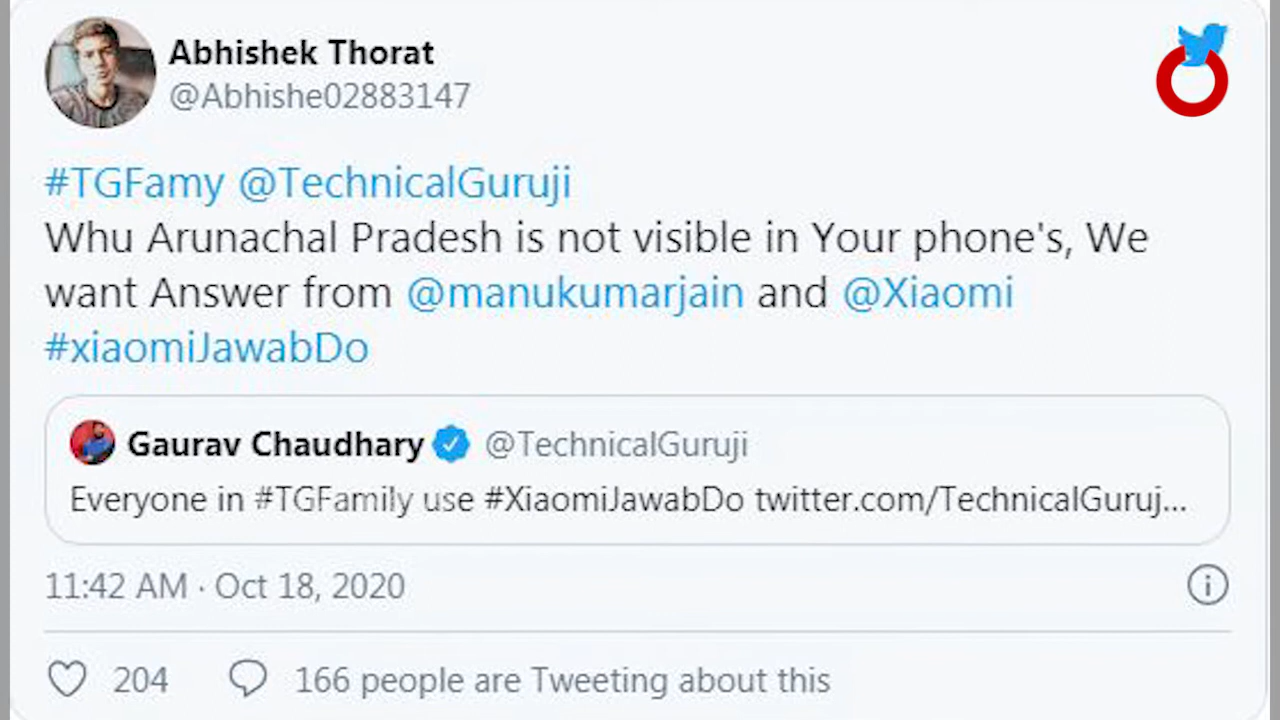 Abhishek Thorat
@Abhishe02883147
#TGFamy @TechnicalGuruji
Whu Arunachal Pradesh is not visible in Your phone's, We
want Answer from @manukumarjain and @Xiaomi
#xiaomiJawabDo
Gaurav Chaudhary @TechnicalGuruji
Everyone in #TGFamily use #XiaomiJawabDo twitter.com/TechnicalGuruj...
11:42 AM · Oct 18, 2020
204 166 people are Tweeting about this